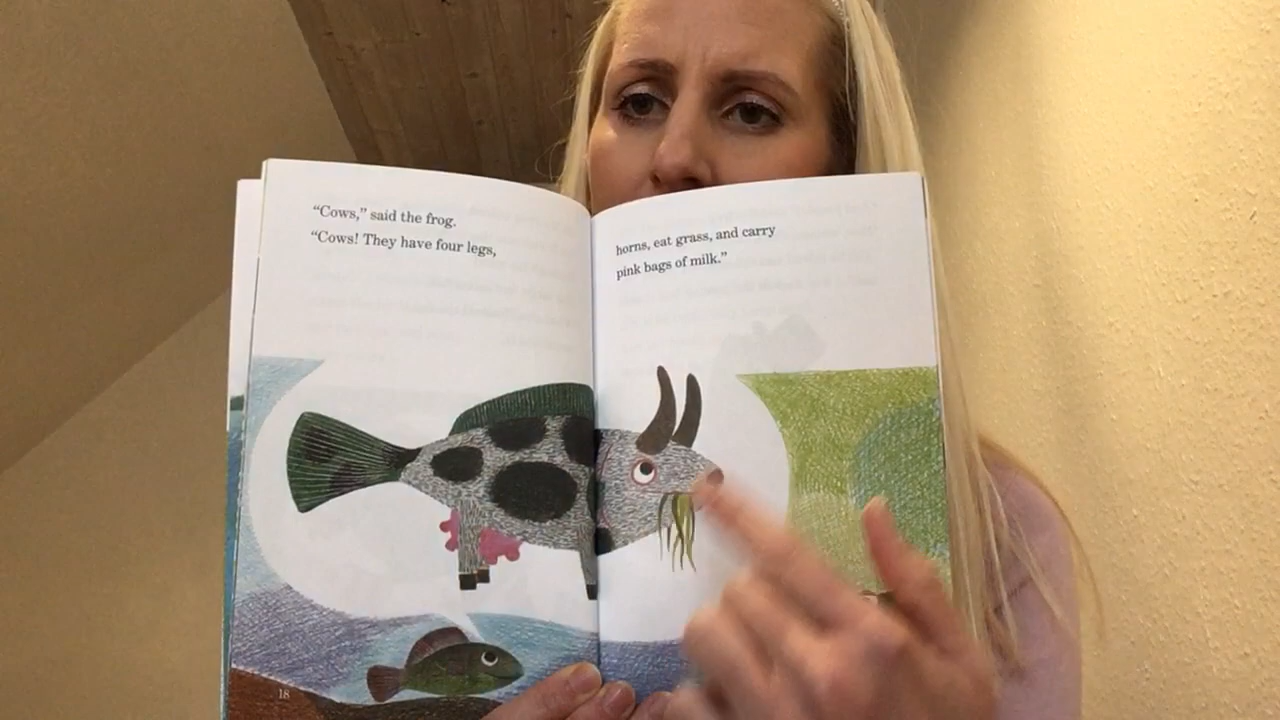 “Cows,” said the frog.
“Cows! They have four legs,
horns, eat grass, and carry
pink bags of milk.”
18